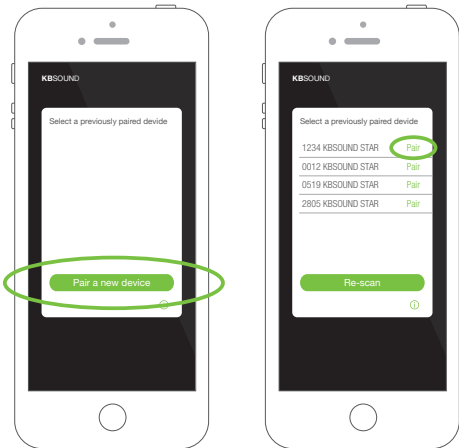 KBSOUND
Select a previously paired devide
Pair a new device
KBSOUND
Select a previously paired devide
1234 KBSOUND STAR Pair
0012 KBSOUND STAR Pair
0519 KBSOUND STAR Pair
2805 KBSOUND STAR Pair
Re-scan